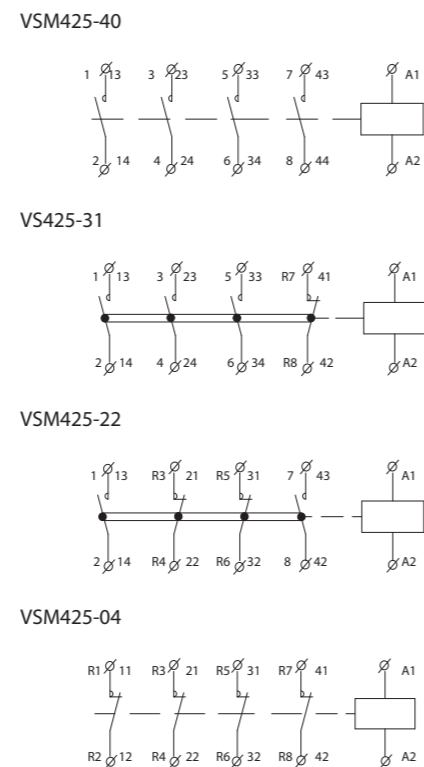 VSM425-40
1 13 3 23 5 33 7 43 A1
2 14 4 24 6 34 8 44 A2
VS425-31
1 13 3 23 5 33 R7 41 A1
2 14 4 24 6 34 R8 42 A2
VSM425-22
1 13 R3 21 R5 31 7 43 A1
2 14 R4 22 R6 32 8 42 A2
VSM425-04
R1 11 R3 21 R5 31 R7 41 A1
R2 12 R4 22 R6 32 R8 42 A2